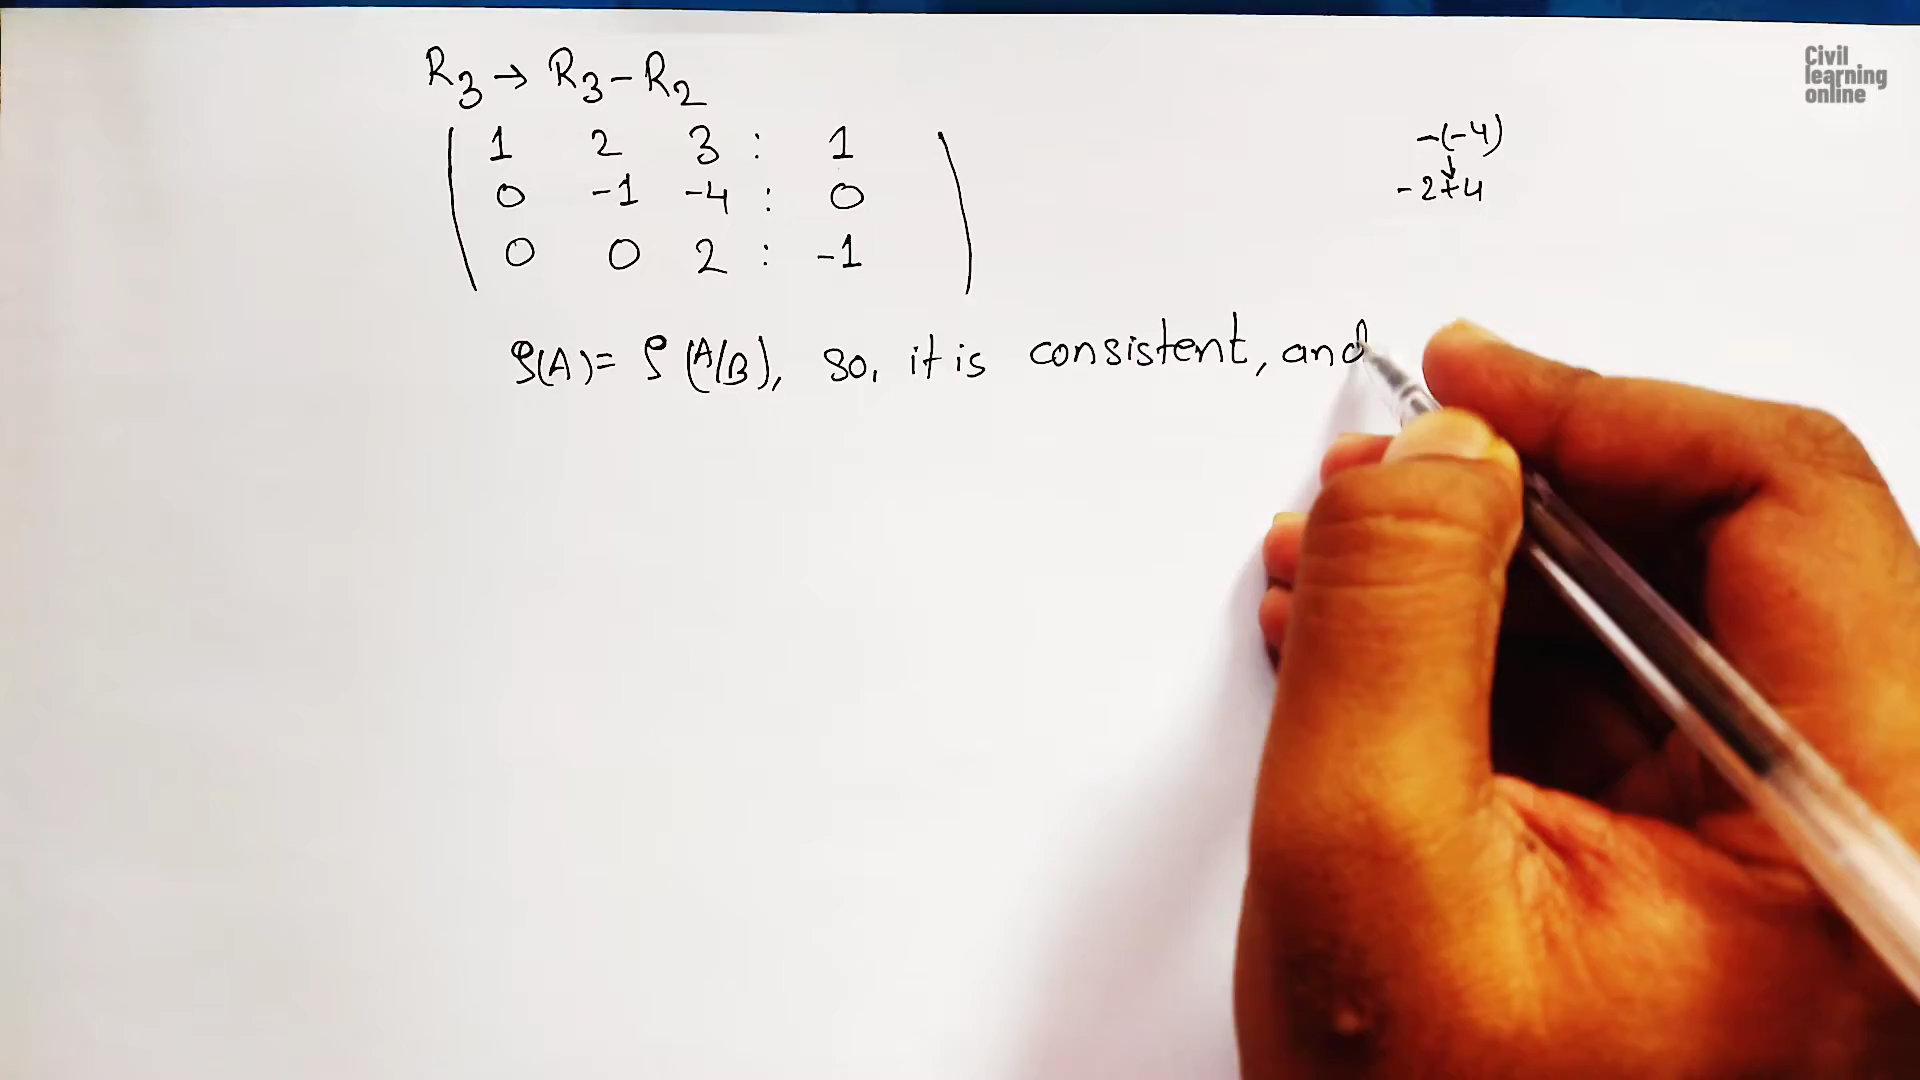 R3 → R3 - R2
1 2 3 : 1
0 -1 -4 : 0
0 0 2 : -1
ρ(A) = ρ(A/B), so, it is consistent, and
-(-4)
↓
-2+4
Civil
learning
online